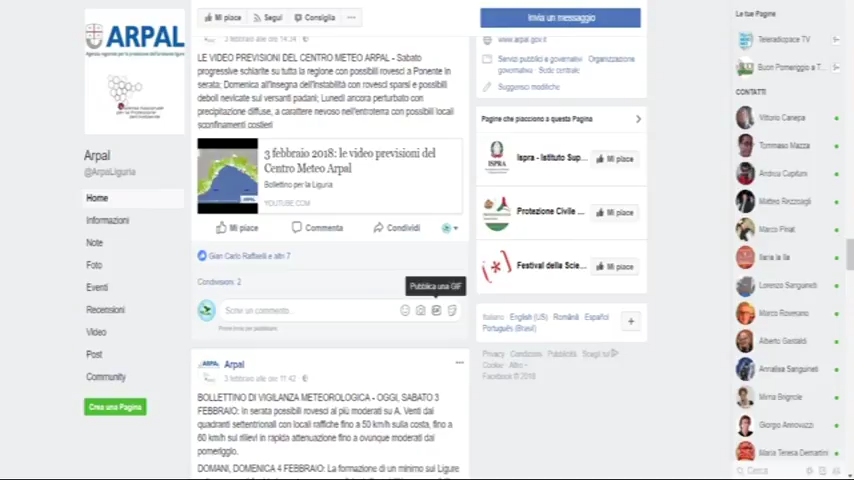 ARPAL
Arpal
@ArpaLiguria
Home
Informazioni
Note
Foto
Eventi
Recensioni
Video
Post
Community
Crea una Pagina
Mi piace
Segui
Consiglia
3 febbraio alle ore 14:34
LE VIDEO PREVISIONI DEL CENTRO METEO ARPAL - Sabato
progressive schiarite su tutta la regione con possibili rovesci a Ponente in
serata; Domenica all'insegna dell'instabilità con rovesci sparsi e possibili
deboli nevicate sui versanti padani; Lunedì ancora perturbato con
precipitazione diffuse, a carattere nevoso nell'entroterra con possibili locali
sconfinamenti costieri
3 febbraio 2018: le video previsioni del
Centro Meteo Arpal
Bollettino per la Liguria
YOUTUBE.COM
Mi piace
Commenta
Condividi
Gian Carlo Raffaelli e altri 7
Condivisioni: 2
Pubblica una GIF
Scrivi un commento...
Premi Invio per pubblicare.
ARPAL
Arpal
3 febbraio alle ore 11:42
BOLLETTINO DI VIGILANZA METEOROLOGICA - OGGI, SABATO 3
FEBBRAIO: In serata possibili rovesci al più moderati su A. Venti dai
quadranti settentrionali con locali raffiche fino a 50 km/h sulla costa, fino a
60 km/h sui rilievi in rapida attenuazione fino a ovunque moderati dal
pomeriggio.
DOMANI, DOMENICA 4 FEBBRAIO: La formazione di un minimo sul Ligure
Invia un messaggio
www.arpal.gov.it
Servizi pubblici e governativi · Organizzazione
governativa · Sede centrale
Suggerisci modifiche
Pagine che piacciono a questa Pagina
ISPRA
Ispra - Istituto Sup...
Mi piace
Protezione Civile ...
Mi piace
Festival della Scie...
Mi piace
Italiano · English (US) · Română · Español ·
Português (Brasil)
Privacy · Condizioni · Pubblicità · Scegli tu
Cookie · Altro
Facebook © 2018
Le tue Pagine
Teleradiopace TV
Buon Pomeriggio a T...
CONTATTI
Vittorio Canepa
Tommaso Mazza
Andrea Capitani
Matteo Rezzoagli
Marco Piriat
Ilaria la Ila
Lorenzo Sanguineti
Marco Roverano
Alberto Gastaldi
Annalisa Sanguineti
Mirna Brignole
Giorgio Annovazzi
Maria Teresa Demartini
Cerca